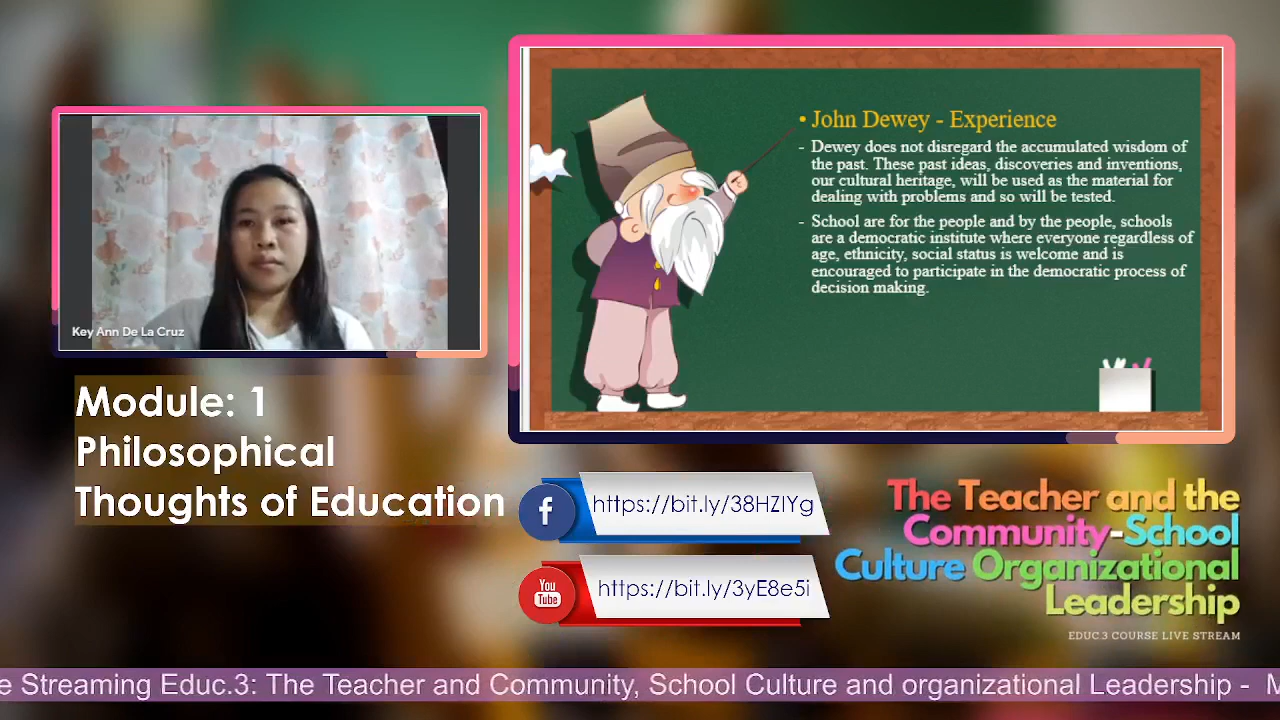 Key Ann De La Cruz
Module: 1
Philosophical
Thoughts of Education
• John Dewey - Experience
- Dewey does not disregard the accumulated wisdom of
the past. These past ideas, discoveries and inventions,
our cultural heritage, will be used as the material for
dealing with problems and so will be tested.
- School are for the people and by the people, schools
are a democratic institute where everyone regardless of
age, ethnicity, social status is welcome and is
encouraged to participate in the democratic process of
decision making.
f
https://bit.ly/38HZIYg
You
Tube
https://bit.ly/3yE8e5i
The Teacher and the
Community-School
Culture Organizational
Leadership
EDUC.3 COURSE LIVE STREAM
e Streaming Educ.3: The Teacher and Community, School Culture and organizational Leadership - M